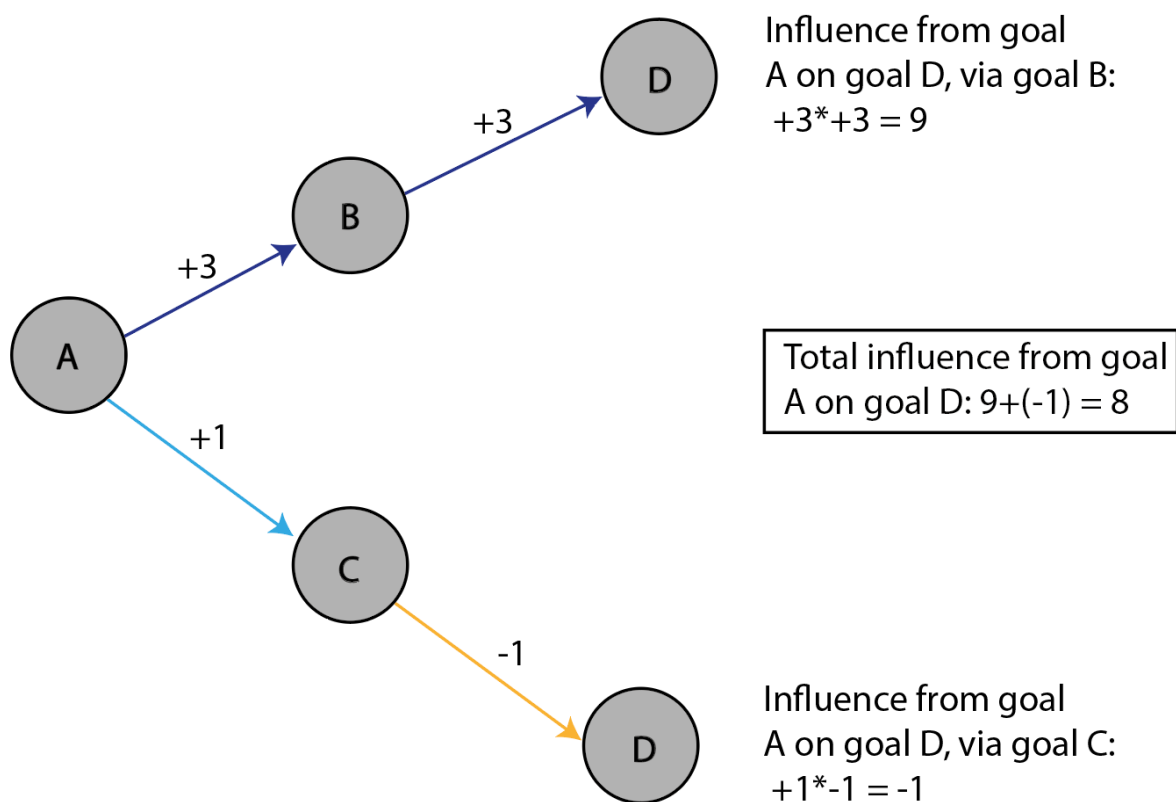 Influence from goal
A on goal D, via goal B:
+3*+3 = 9
D
+3
B
+3
A
Total influence from goal
A on goal D: 9+(-1) = 8
+1
C
-1
D
Influence from goal
A on goal D, via goal C:
+1*-1 = -1